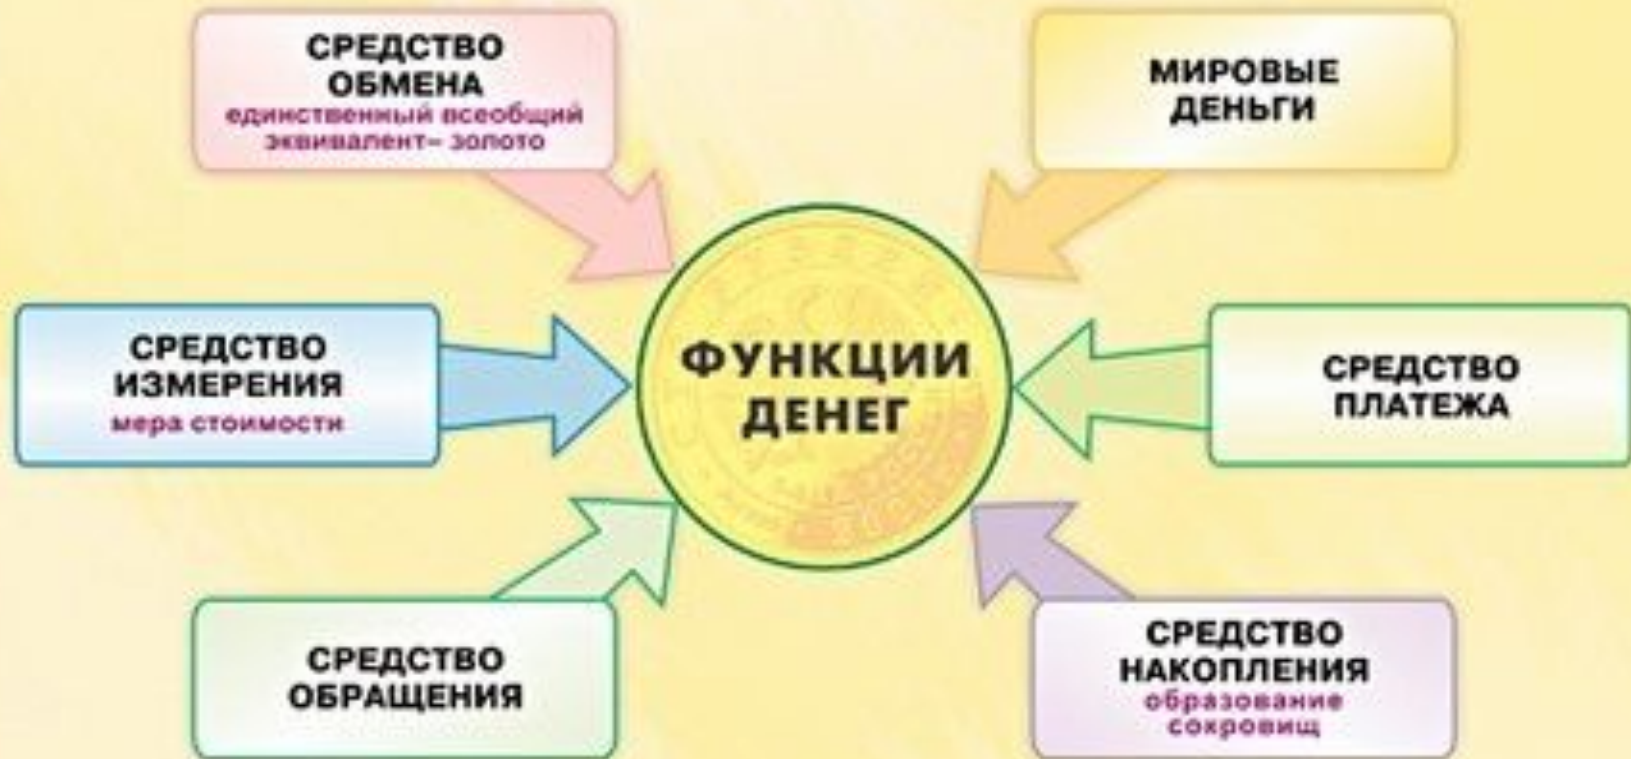 СРЕДСТВО
ОБМЕНА
единственный всеобщий
эквивалент– золото
МИРОВЫЕ
ДЕНЬГИ
СРЕДСТВО
ИЗМЕРЕНИЯ
мера стоимости
ФУНКЦИИ
ДЕНЕГ
СРЕДСТВО
ПЛАТЕЖА
СРЕДСТВО
ОБРАЩЕНИЯ
СРЕДСТВО
НАКОПЛЕНИЯ
образование
сокровищ